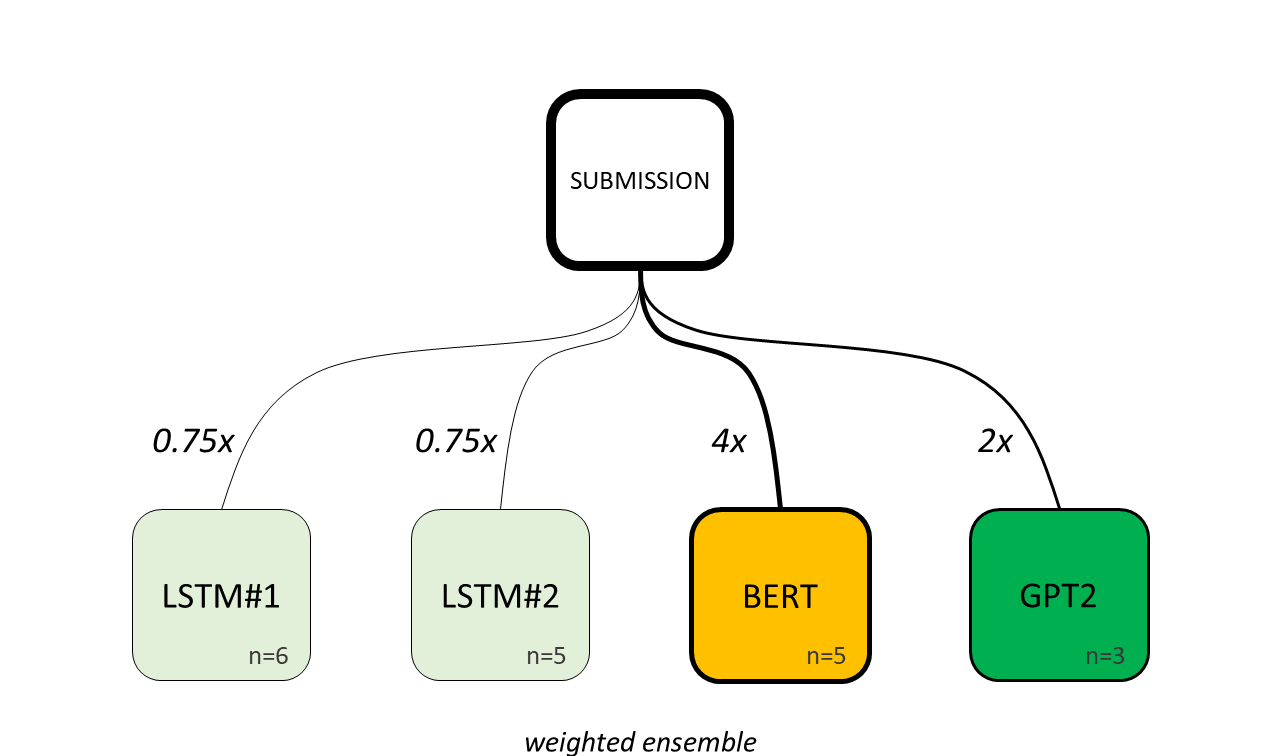 SUBMISSION
0.75x
0.75x
4x
2x
LSTM#1
n=6
LSTM#2
n=5
BERT
n=5
GPT2
n=3
weighted ensemble